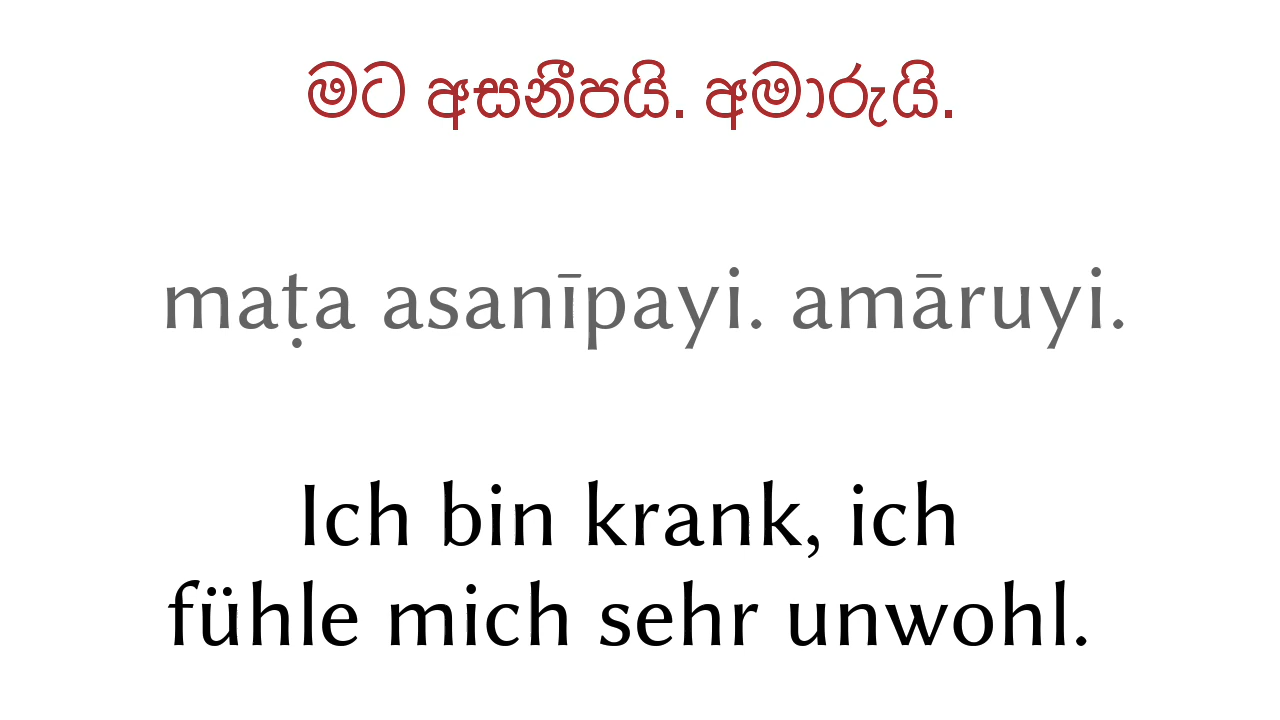 මට අසනීපයි. අමාරුයි.
maṭa asanīpayi. amāruyi.
Ich bin krank, ich
fühle mich sehr unwohl.